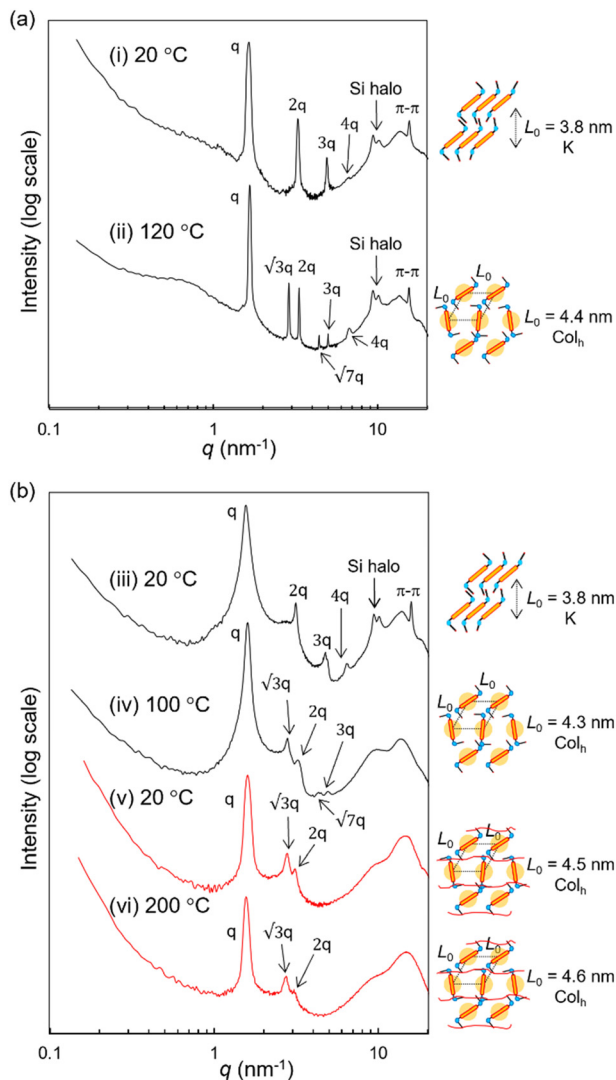 (a)
(i) 20 °C
q
2q
3q
4q
Si halo
π-π
L₀ = 3.8 nm
K
(ii) 120 °C
q
√3q
2q
3q
√7q
4q
Si halo
π-π
L₀
L₀
L₀ = 4.4 nm
Colₕ
Intensity (log scale)
0.1
1
10
q (nm⁻¹)
(b)
(iii) 20 °C
q
2q
3q
4q
Si halo
π-π
L₀ = 3.8 nm
K
(iv) 100 °C
q
√3q
2q
3q
√7q
L₀
L₀
L₀ = 4.3 nm
Colₕ
(v) 20 °C
q
√3q
2q
L₀
L₀
L₀ = 4.5 nm
Colₕ
(vi) 200 °C
q
√3q
2q
L₀
L₀
L₀ = 4.6 nm
Colₕ
Intensity (log scale)
0.1
1
10
q (nm⁻¹)